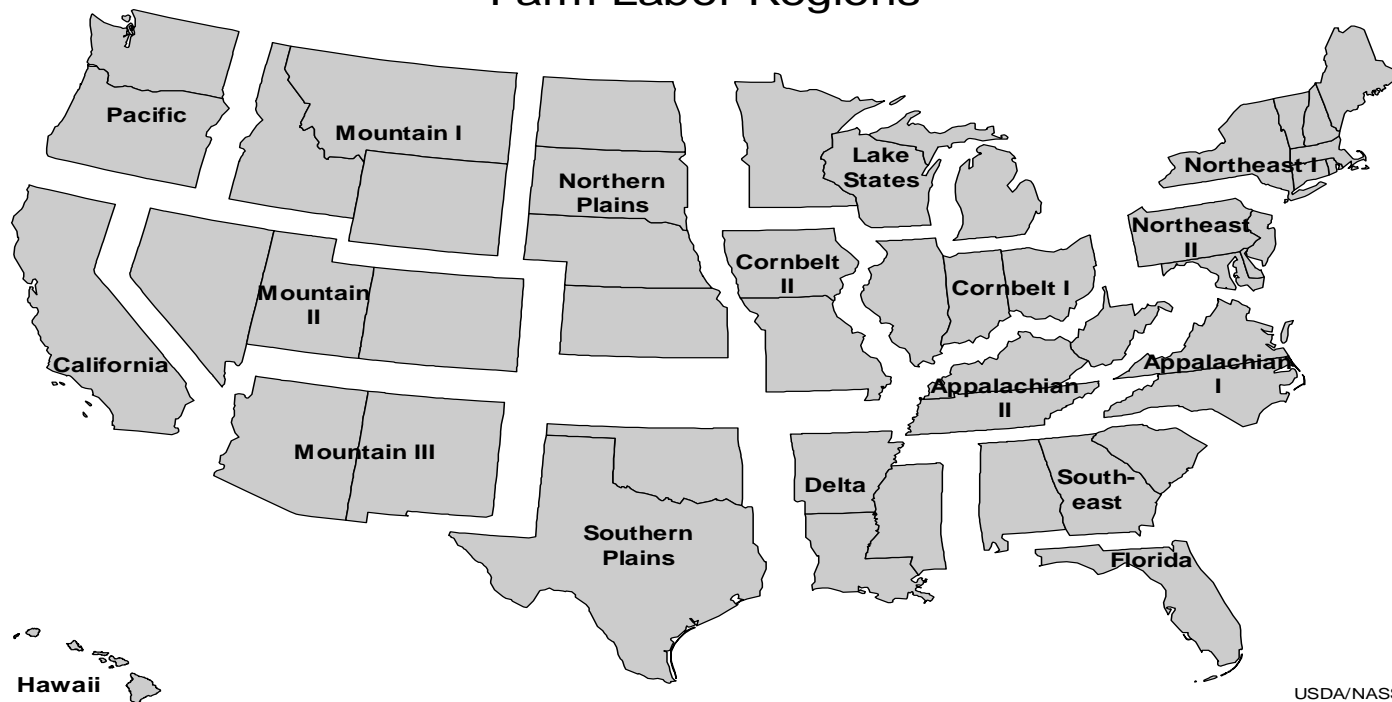 Farm Labor Regions
Pacific
Mountain I
Northern
Plains
Lake
States
Northeast I
Northeast
II
Cornbelt
II
Cornbelt I
Mountain
II
California
Appalachian
I
Appalachian
II
Mountain III
Delta
South-
east
Southern
Plains
Florida
Hawaii
USDA/NASS